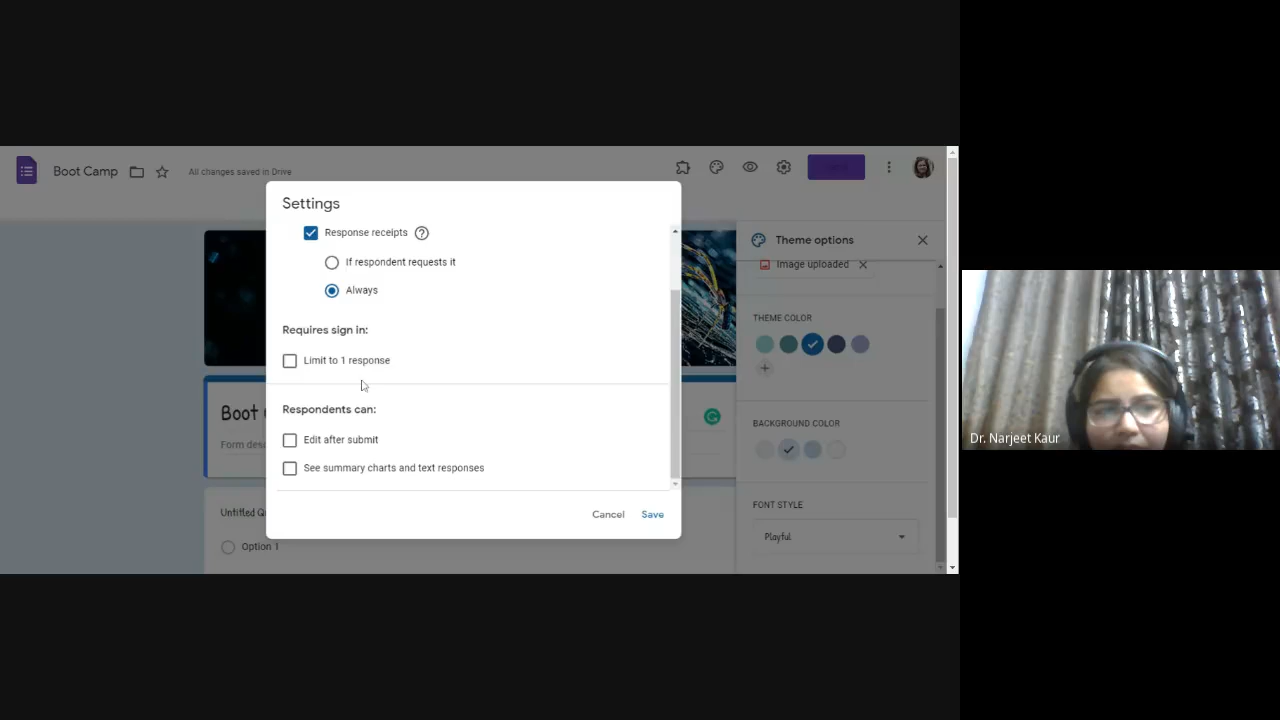 Boot Camp
All changes saved in Drive
Settings
Response receipts
If respondent requests it
Always
Requires sign in:
Limit to 1 response
Respondents can:
Edit after submit
See summary charts and text responses
Cancel
Save
Boot
Form
Untitled
Option 1
Theme options
Image uploaded
THEME COLOR
BACKGROUND COLOR
FONT STYLE
Playful
Dr. Narjeet Kaur